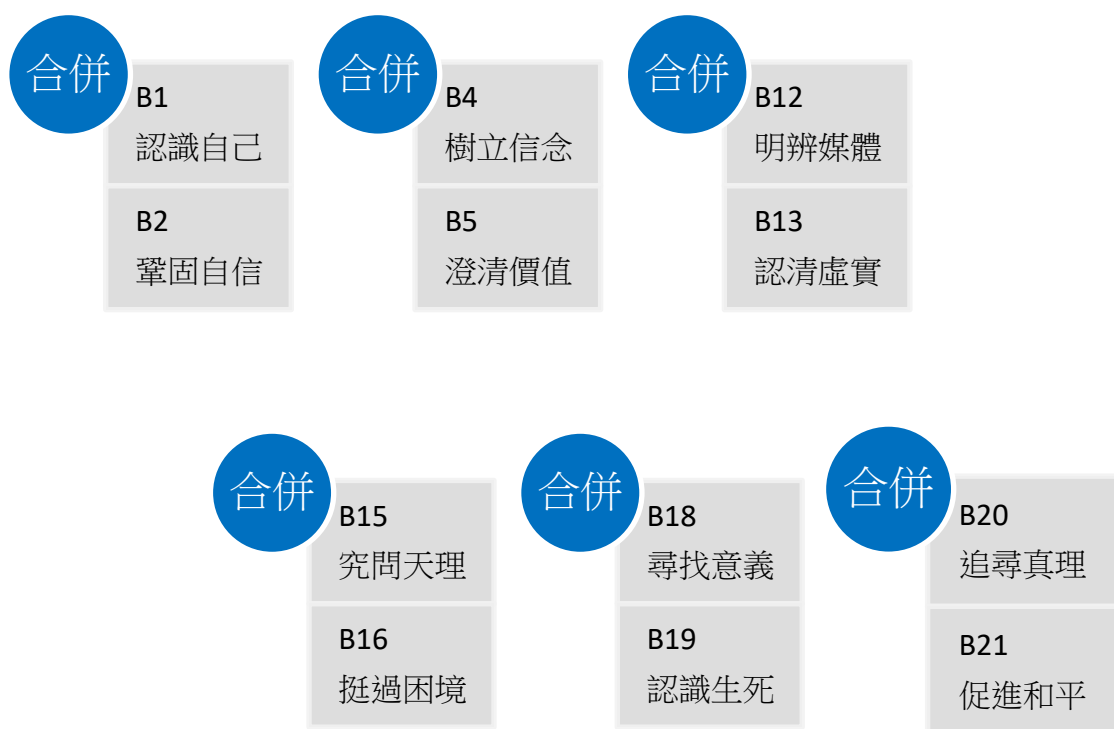 合併
B1
認識自己
B2
鞏固自信
合併
B4
樹立信念
B5
澄清價值
合併
B12
明辨媒體
B13
認清虛實
合併
B15
究問天理
B16
挺過困境
合併
B18
尋找意義
B19
認識生死
合併
B20
追尋真理
B21
促進和平